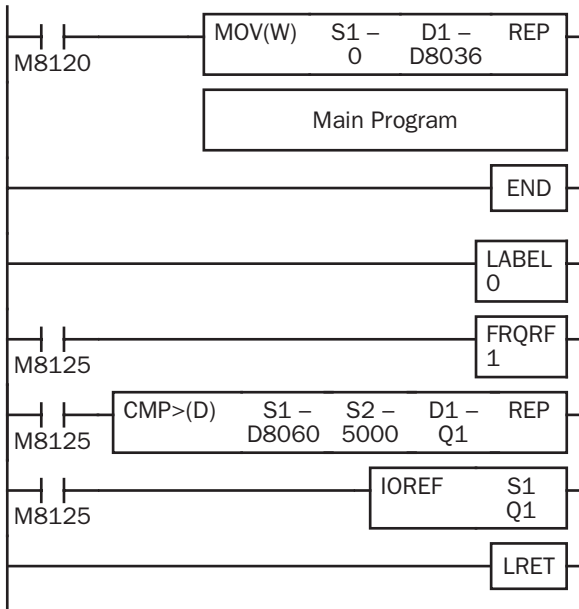 MOV(W) S1 – D1 – REP
0 D8036
M8120
Main Program
END
LABEL
0
FRQRF
1
M8125
CMP>(D) S1 – S2 – D1 – REP
D8060 5000 Q1
M8125
IOREF S1
Q1
M8125
LRET